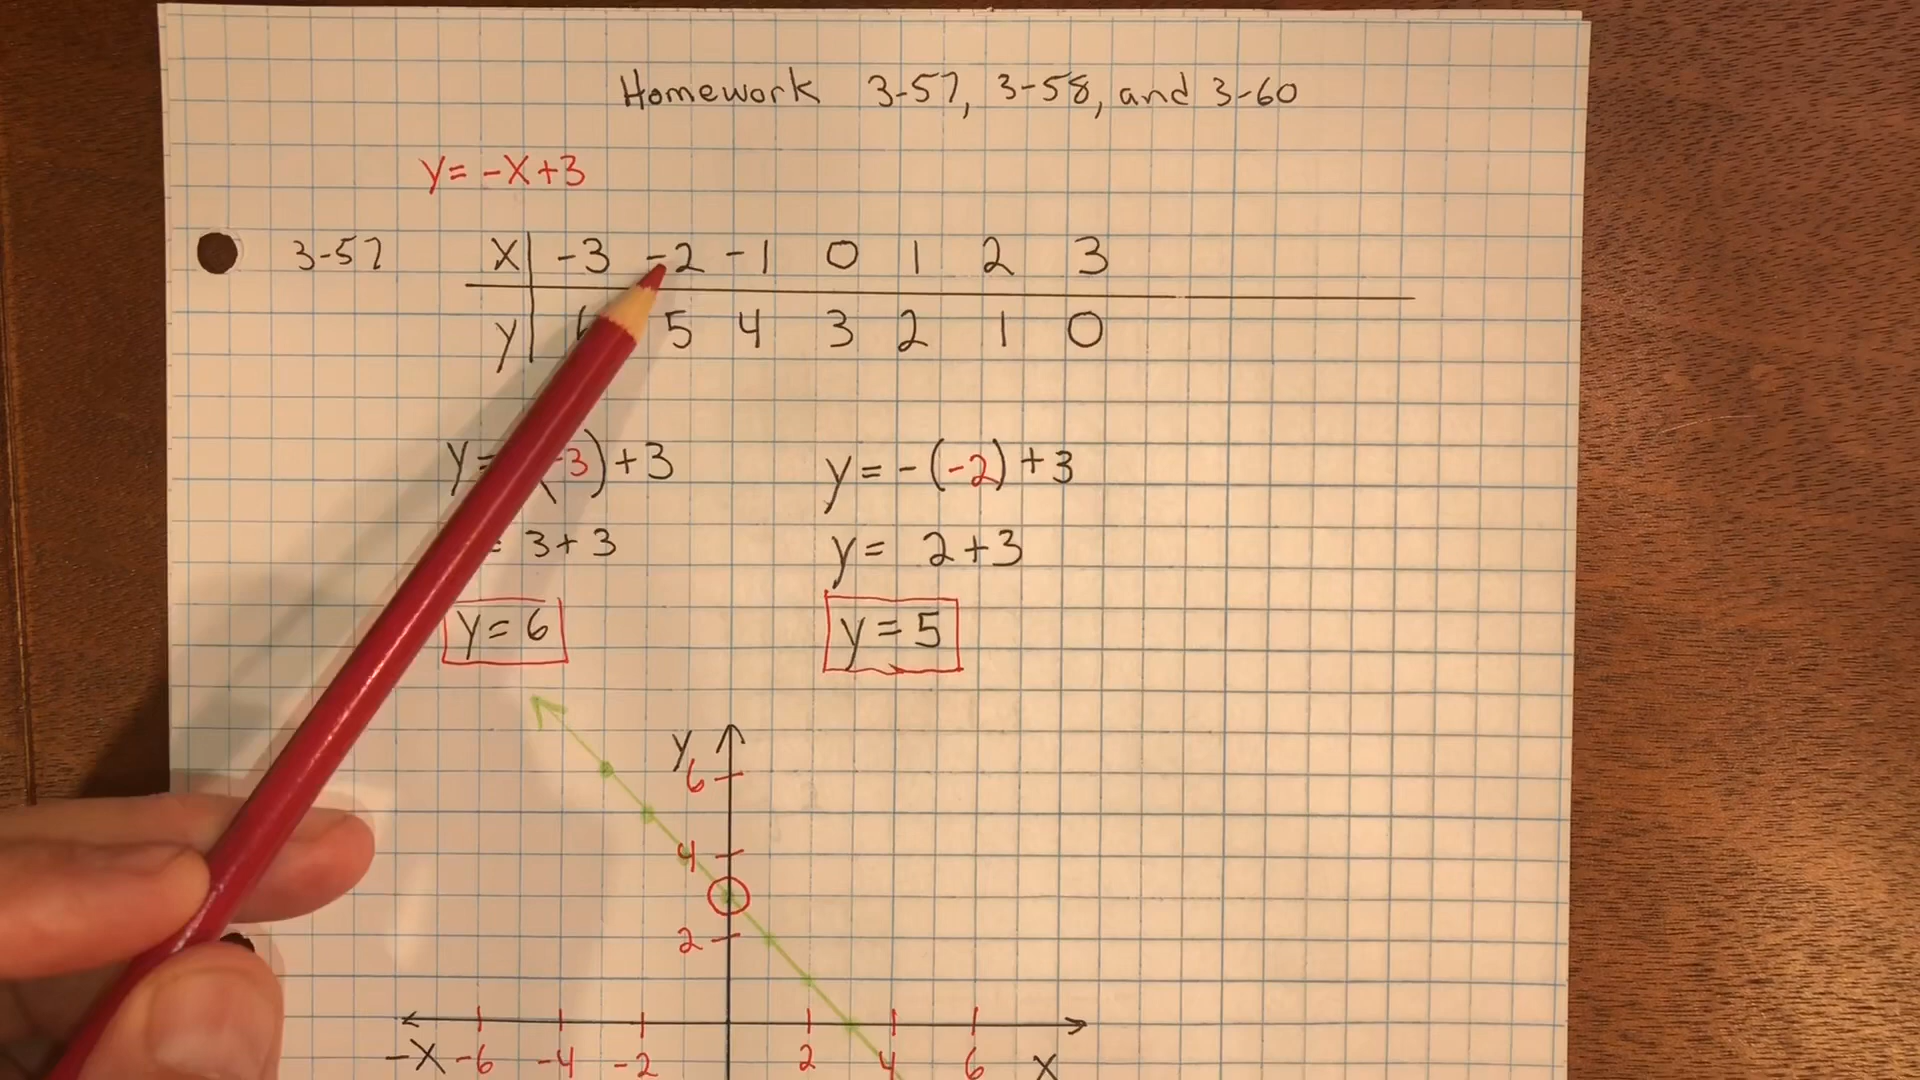 Homework 3-57, 3-58, and 3-60
y= -x+3
3-57
x -3 -2 -1 0 1 2 3
y 5 4 3 2 1 0
y= -3)+3
y= -(-2)+3
= 3+3
y= 2+3
y= 6
y= 5
y
6
4
2
-x -6 -4 -2 2 4 6 x